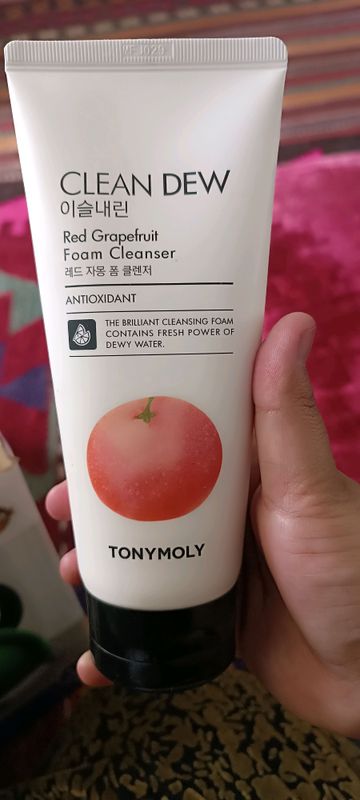 CLEAN DEW
이슬내린
Red Grapefruit
Foam Cleanser
레드 자몽 폼 클렌저
ANTIOXIDANT
THE BRILLIANT CLEANSING FOAM
CONTAINS FRESH POWER OF
DEWY WATER.
TONYMOLY